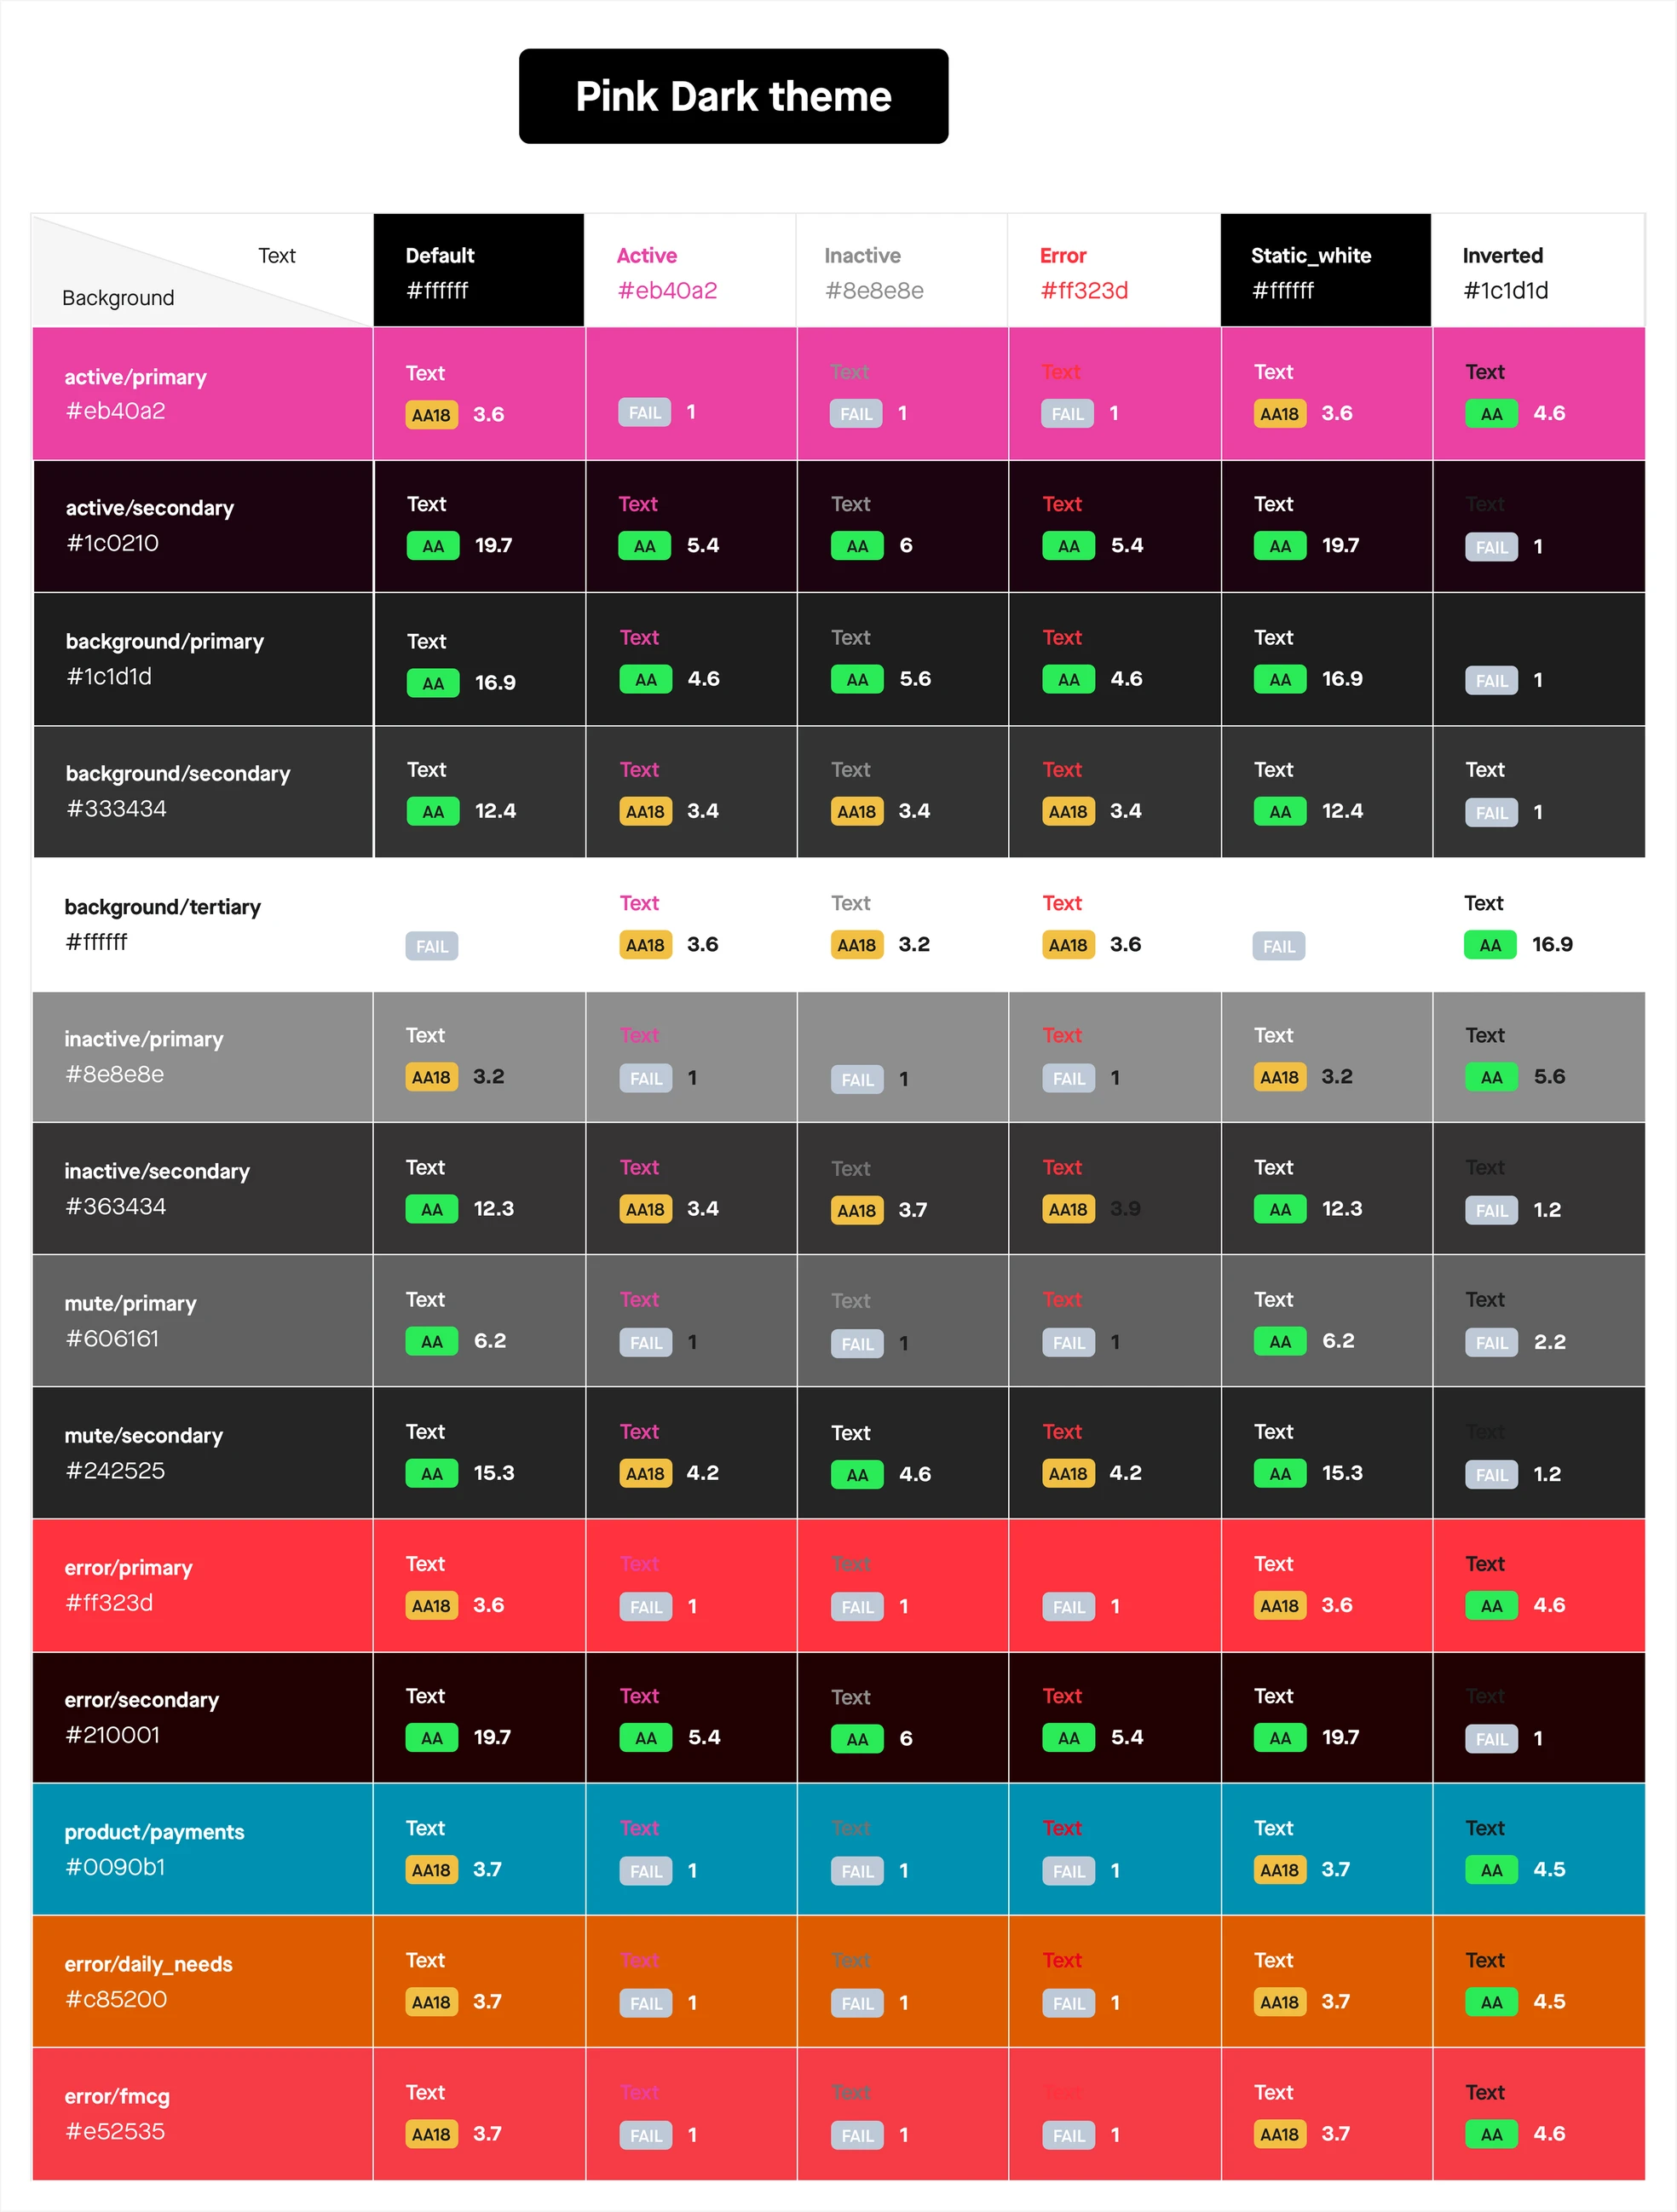 Pink Dark theme
Text
Background
Default
#ffffff
Active
#eb40a2
Inactive
#8e8e8e
Error
#ff323d
Static_white
#ffffff
Inverted
#1c1d1d
active/primary
#eb40a2
Text
AA18 3.6
FAIL 1
Text
FAIL 1
Text
FAIL 1
Text
AA18 3.6
Text
AA 4.6
active/secondary
#1c0210
Text
AA 19.7
Text
AA 5.4
Text
AA 6
Text
AA 5.4
Text
AA 19.7
Text
FAIL 1
background/primary
#1c1d1d
Text
AA 16.9
Text
AA 4.6
Text
AA 5.6
Text
AA 4.6
Text
AA 16.9
FAIL 1
background/secondary
#333434
Text
AA 12.4
Text
AA18 3.4
Text
AA18 3.4
Text
AA18 3.4
Text
AA 12.4
Text
FAIL 1
background/tertiary
#ffffff
FAIL
Text
AA18 3.6
Text
AA18 3.2
Text
AA18 3.6
FAIL
Text
AA 16.9
inactive/primary
#8e8e8e
Text
AA18 3.2
Text
FAIL 1
FAIL 1
Text
FAIL 1
Text
AA18 3.2
Text
AA 5.6
inactive/secondary
#363434
Text
AA 12.3
Text
AA18 3.4
Text
AA18 3.7
Text
AA18 3.9
Text
AA 12.3
Text
FAIL 1.2
mute/primary
#606161
Text
AA 6.2
Text
FAIL 1
Text
FAIL 1
Text
FAIL 1
Text
AA 6.2
Text
FAIL 2.2
mute/secondary
#242525
Text
AA 15.3
Text
AA18 4.2
Text
AA 4.6
Text
AA18 4.2
Text
AA 15.3
Text
FAIL 1.2
error/primary
#ff323d
Text
AA18 3.6
Text
FAIL 1
Text
FAIL 1
FAIL 1
Text
AA18 3.6
Text
AA 4.6
error/secondary
#210001
Text
AA 19.7
Text
AA 5.4
Text
AA 6
Text
AA 5.4
Text
AA 19.7
Text
FAIL 1
product/payments
#0090b1
Text
AA18 3.7
Text
FAIL 1
Text
FAIL 1
Text
FAIL 1
Text
AA18 3.7
Text
AA 4.5
error/daily_needs
#c85200
Text
AA18 3.7
Text
FAIL 1
Text
FAIL 1
Text
FAIL 1
Text
AA18 3.7
Text
AA 4.5
error/fmcg
#e52535
Text
AA18 3.7
Text
FAIL 1
Text
FAIL 1
Text
FAIL 1
Text
AA18 3.7
Text
AA 4.6